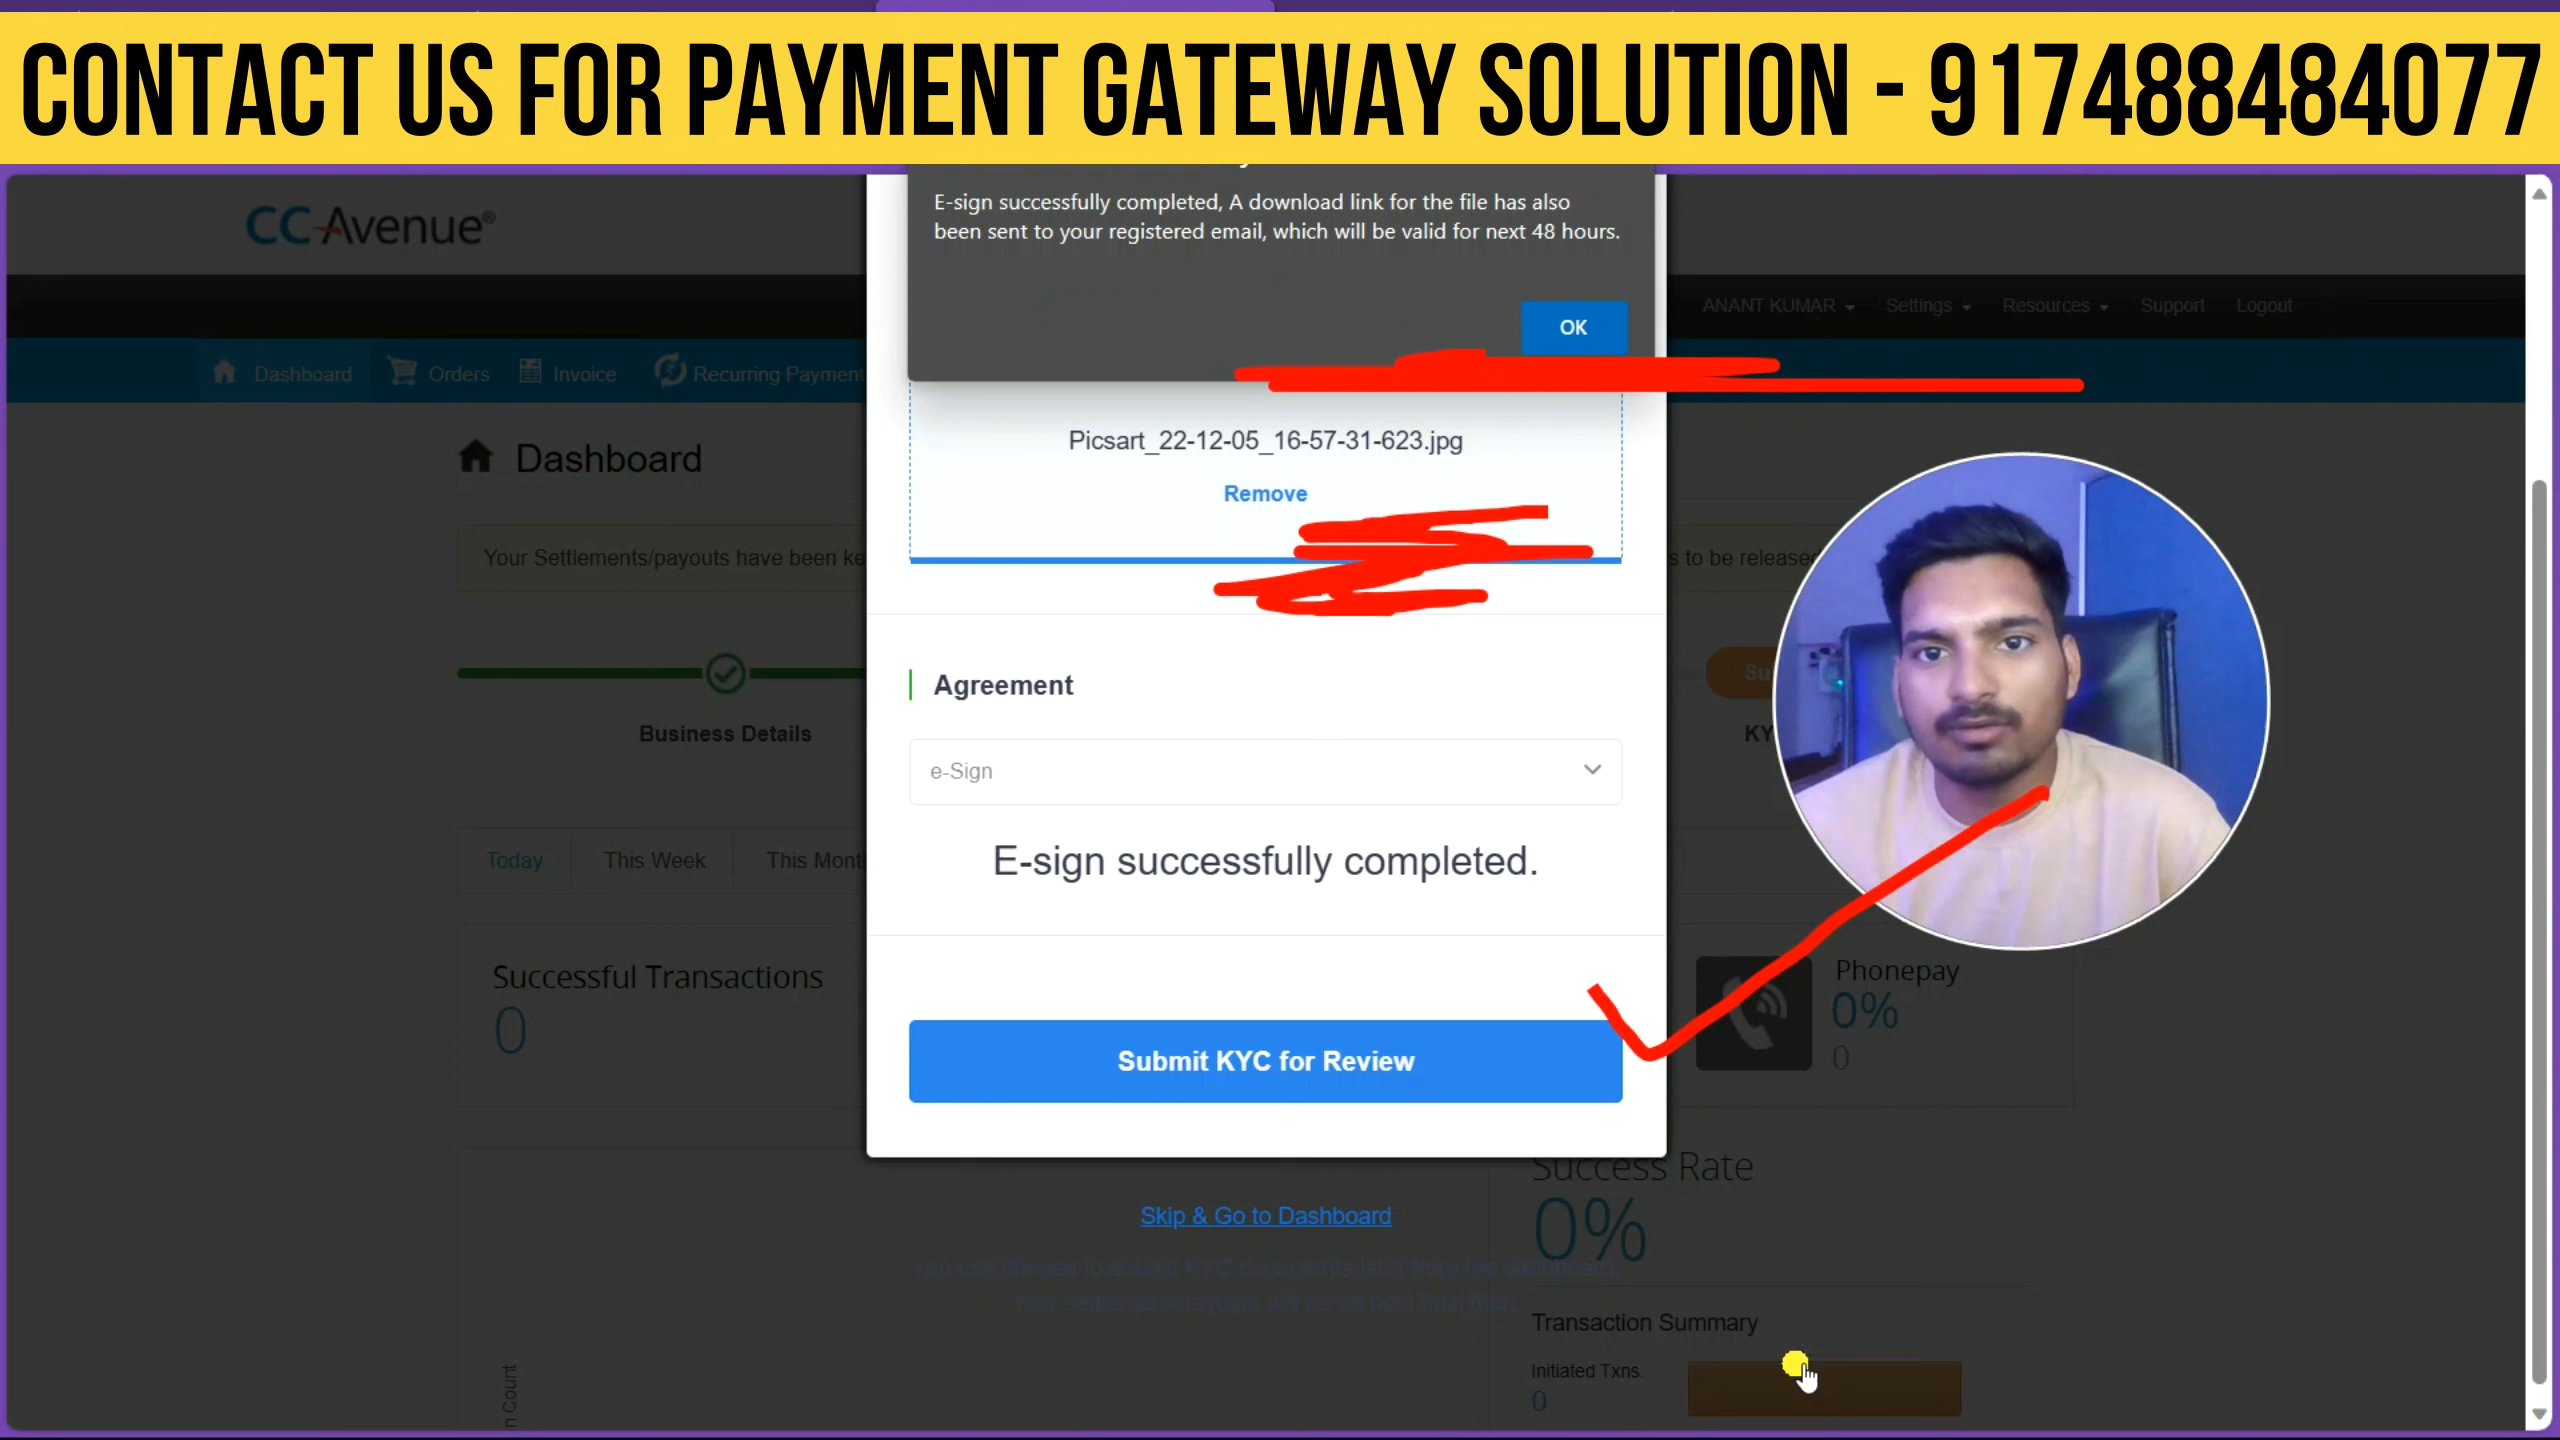 CONTACT US FOR PAYMENT GATEWAY SOLUTION - 917488484077
CCAvenue®
E-sign successfully completed, A download link for the file has also
been sent to your registered email, which will be valid for next 48 hours.
OK
ANANT KUMAR Settings Resources Support Logout
Dashboard Orders Invoice Recurring Payment
Picsart_22-12-05_16-57-31-623.jpg
Remove
Dashboard
Your Settlements/payouts have been ke
s to be released
Agreement
Business Details
KY
e-Sign
E-sign successfully completed.
Today This Week This Mont
Successful Transactions
0
Phonepay
0%
0
Submit KYC for Review
Success Rate
0%
Skip & Go to Dashboard
Transaction Summary
Initiated Txns.
0
n Count